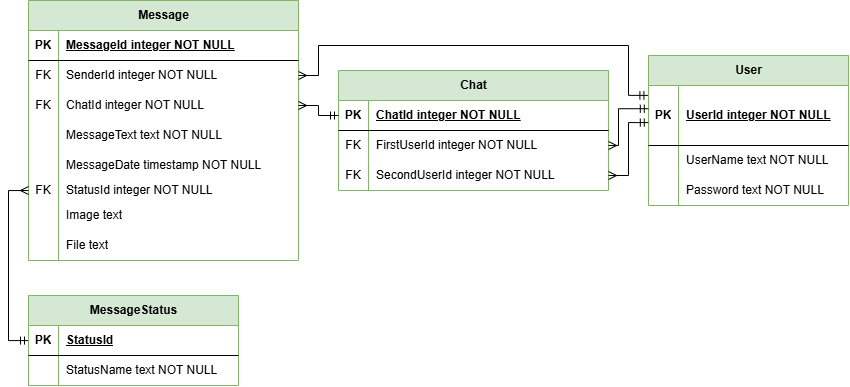 Message
PK MessageId integer NOT NULL
FK SenderId integer NOT NULL
FK ChatId integer NOT NULL
MessageText text NOT NULL
MessageDate timestamp NOT NULL
FK StatusId integer NOT NULL
Image text
File text
Chat
PK ChatId integer NOT NULL
FK FirstUserId integer NOT NULL
FK SecondUserId integer NOT NULL
User
PK UserId integer NOT NULL
UserName text NOT NULL
Password text NOT NULL
MessageStatus
PK StatusId
StatusName text NOT NULL